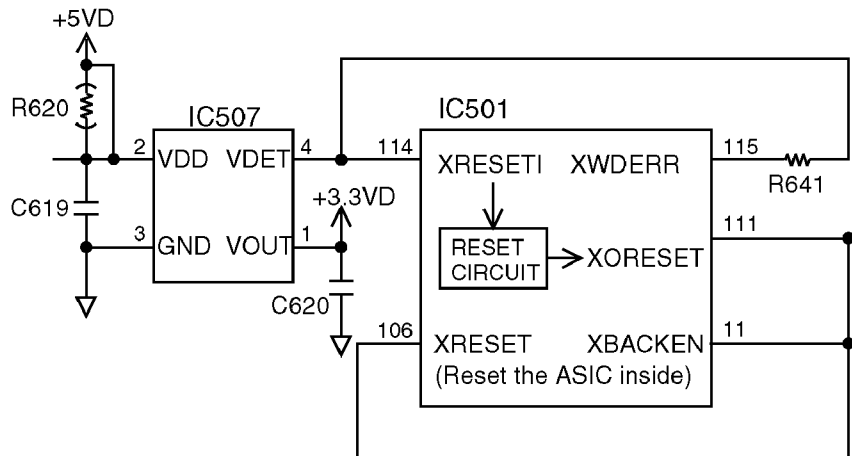 +5VD
R620
IC507
IC501
2 VDD VDET 4
114 XRESETI XWDERR 115
R641
C619
+3.3VD
111
3 GND VOUT 1
RESET
CIRCUIT
XORESET
C620
106 XRESET XBACKEN 11
(Reset the ASIC inside)